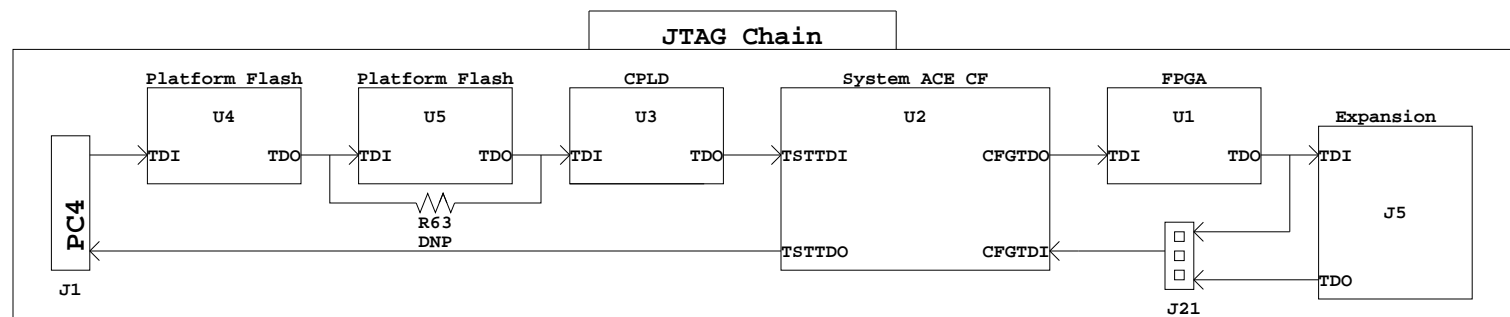 JTAG Chain
Platform Flash
Platform Flash
CPLD
System ACE CF
FPGA
Expansion
U4
U5
U3
U2
U1
TDI
TDO
TDI
TDO
TDI
TDO
TSTTDI
CFGTDO
TDI
TDO
TDI
J5
PC4
R63
DNP
TSTTDO
CFGTDI
TDO
J1
J21